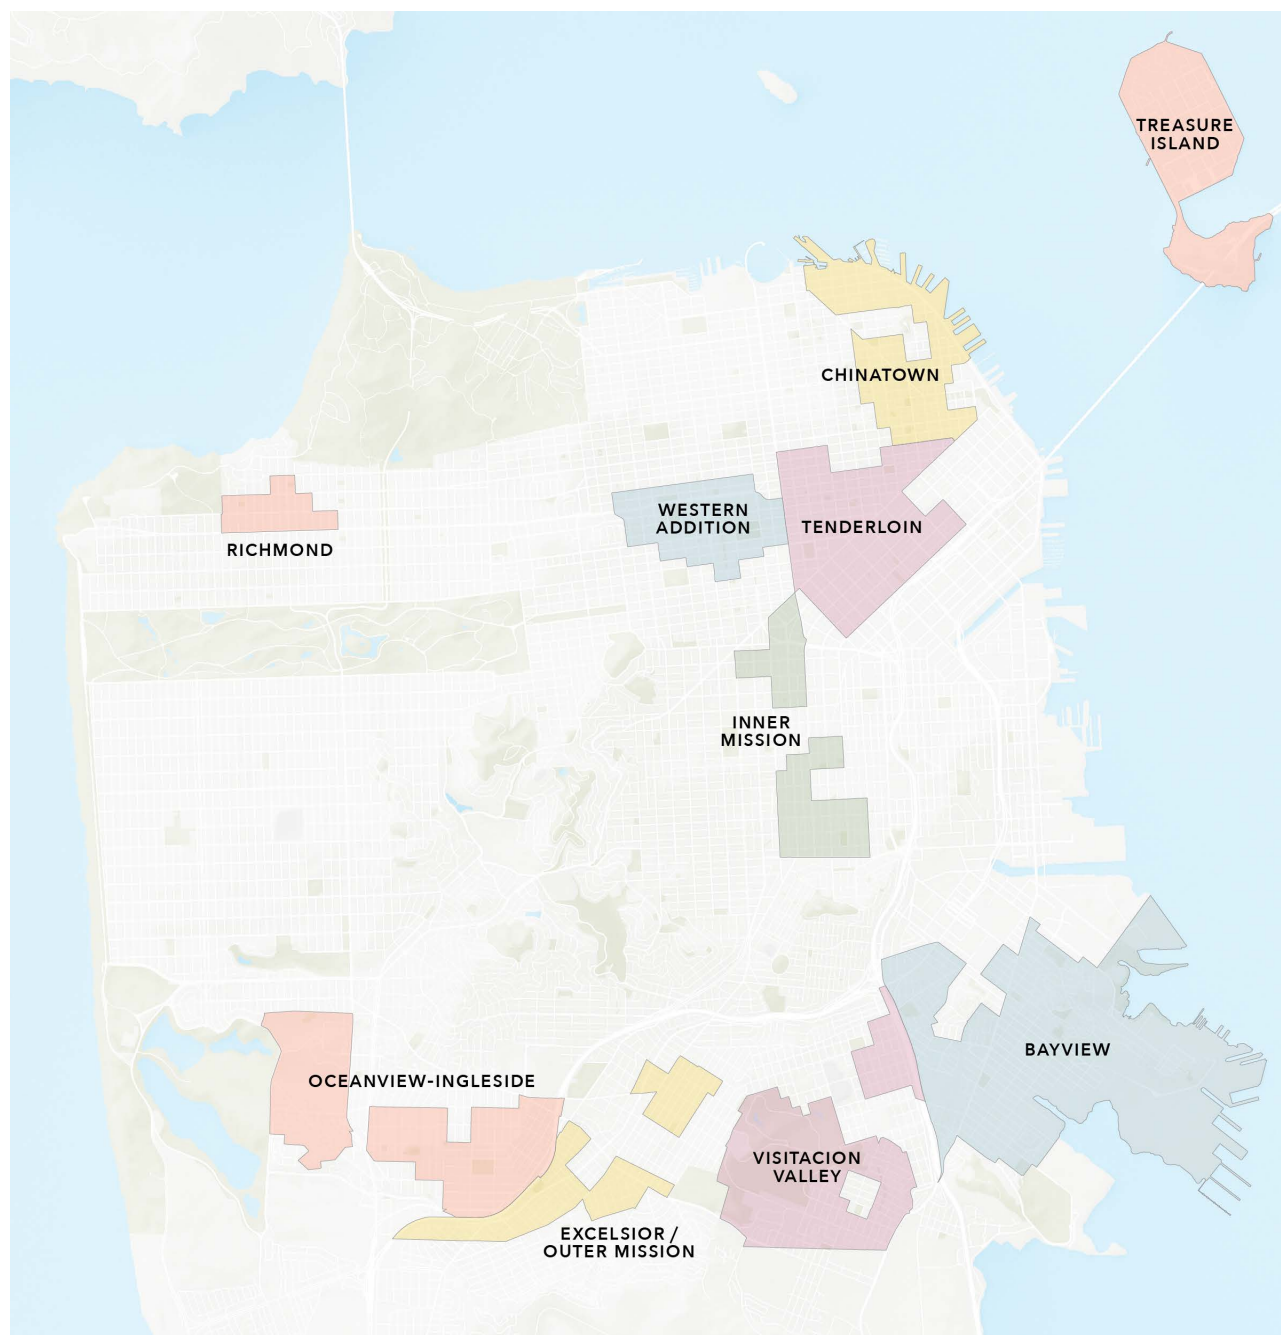 TREASURE
ISLAND
CHINATOWN
WESTERN
ADDITION
TENDERLOIN
RICHMOND
INNER
MISSION
BAYVIEW
OCEANVIEW-INGLESIDE
VISITACION
VALLEY
EXCELSIOR /
OUTER MISSION